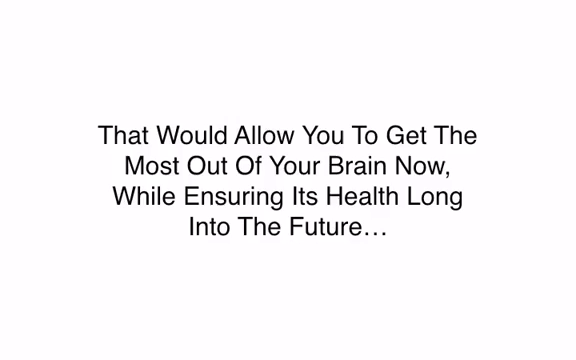 That Would Allow You To Get The
Most Out Of Your Brain Now,
While Ensuring Its Health Long
Into The Future…